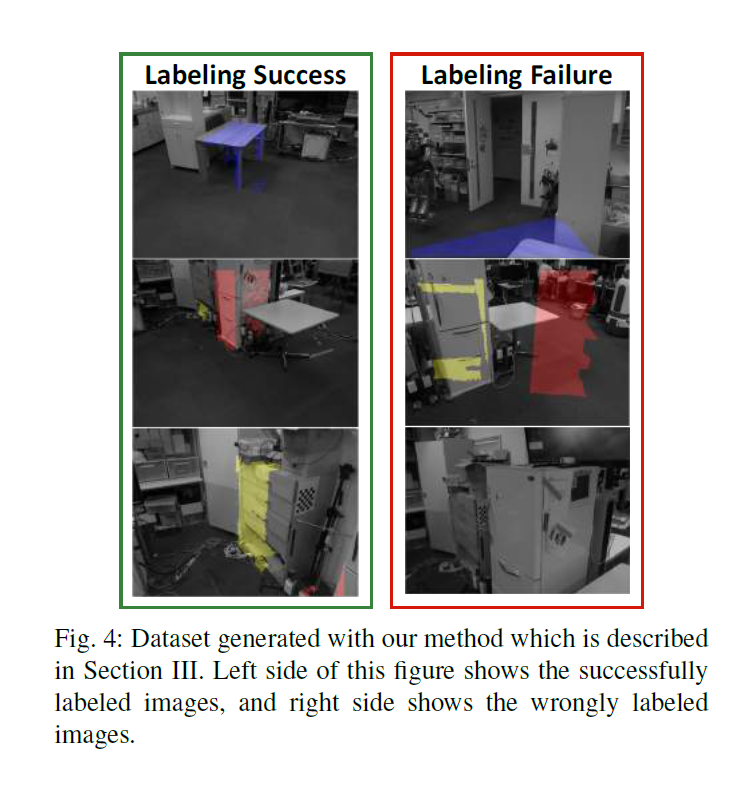 Labeling Success
Labeling Failure
Fig. 4: Dataset generated with our method which is described
in Section III. Left side of this figure shows the successfully
labeled images, and right side shows the wrongly labeled
images.